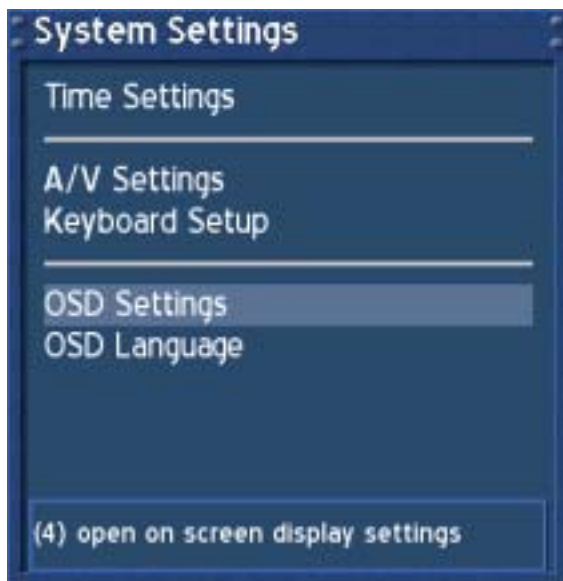 System Settings
Time Settings
A/V Settings
Keyboard Setup
OSD Settings
OSD Language
(4) open on screen display settings